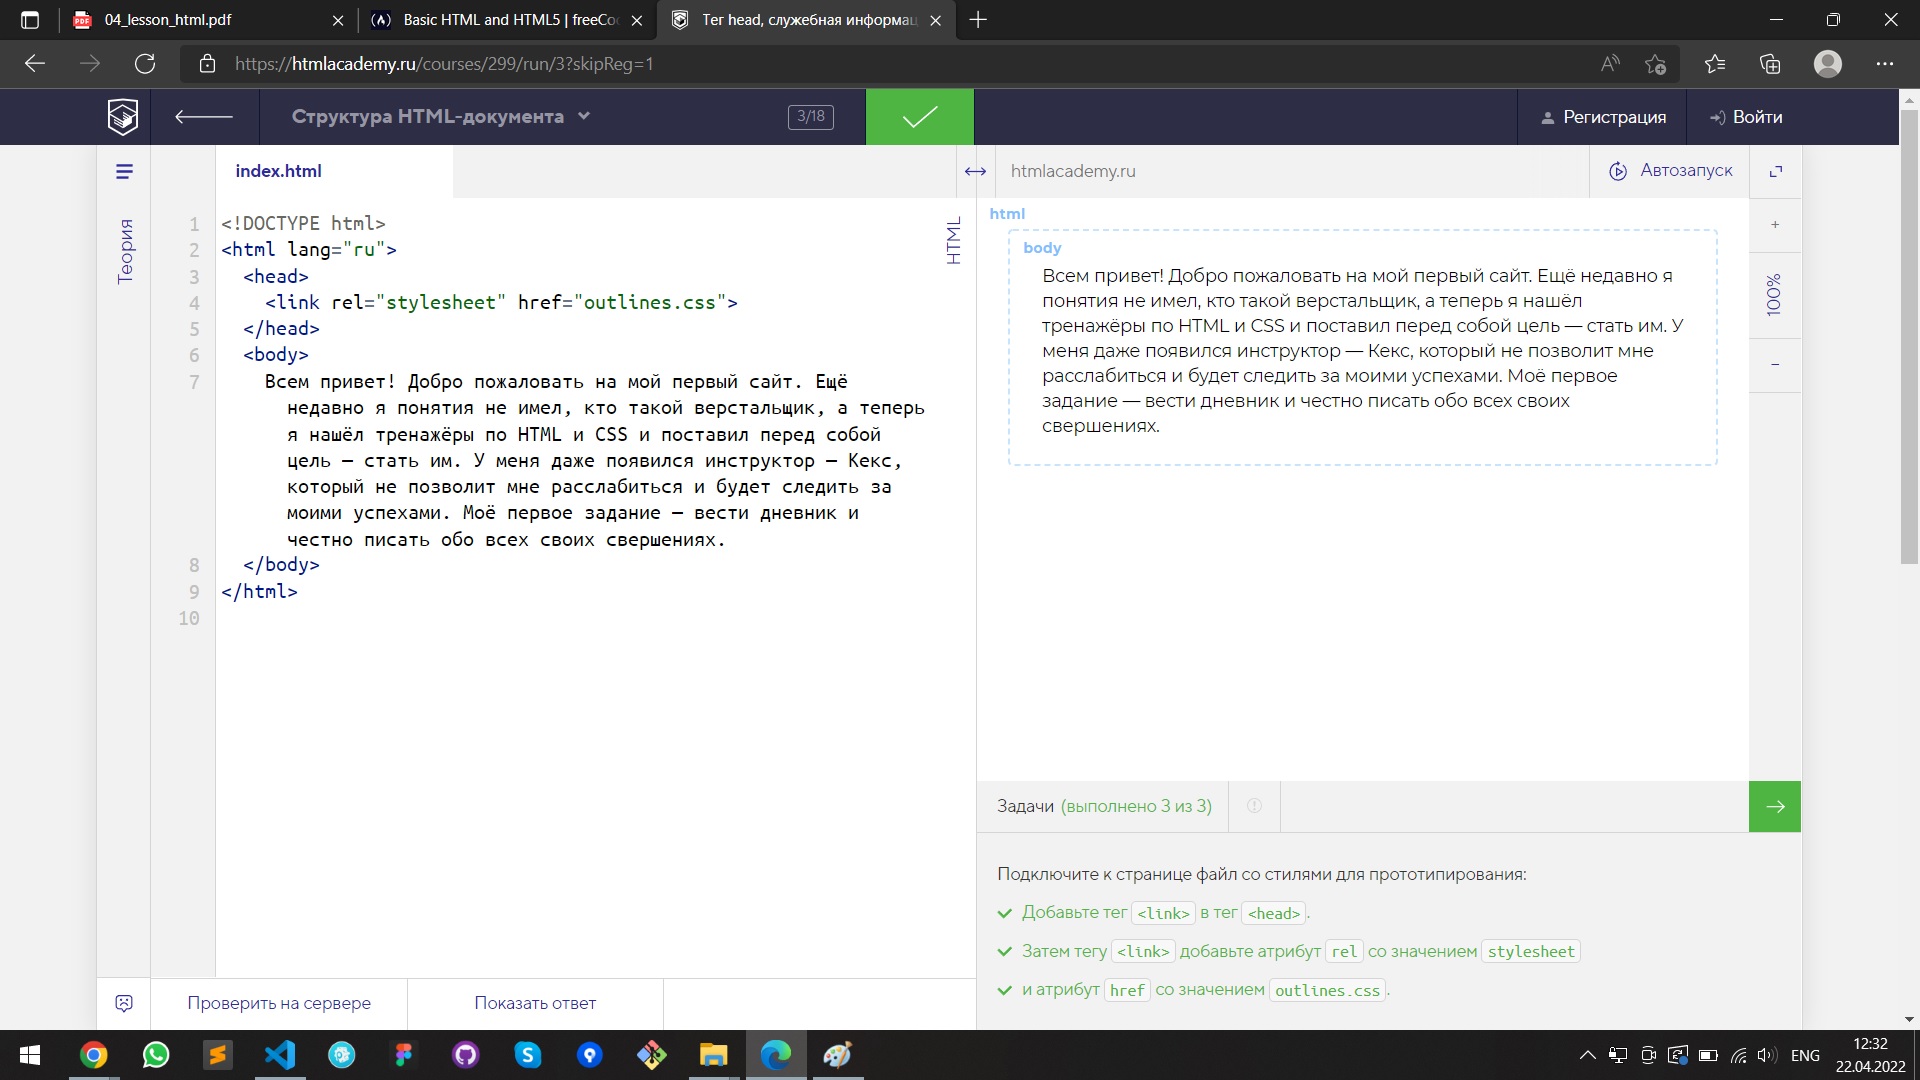 04_lesson_html.pdf
Basic HTML and HTML5 | freeCo
Тег head, служебная информац
https://htmlacademy.ru/courses/299/run/3?skipReg=1
Структура HTML-документа
3/18
Регистрация
Войти
index.html
htmlacademy.ru
Автозапуск
Теория
HTML
1 <!DOCTYPE html>
2 <html lang="ru">
3 <head>
4 <link rel="stylesheet" href="outlines.css">
5 </head>
6 <body>
7 Всем привет! Добро пожаловать на мой первый сайт. Ещё
недавно я понятия не имел, кто такой верстальщик, а теперь
я нашёл тренажёры по HTML и CSS и поставил перед собой
цель — стать им. У меня даже появился инструктор — Кекс,
который не позволит мне расслабиться и будет следить за
моими успехами. Моё первое задание — вести дневник и
честно писать обо всех своих свершениях.
8 </body>
9 </html>
10
html
body
Всем привет! Добро пожаловать на мой первый сайт. Ещё недавно я
понятия не имел, кто такой верстальщик, а теперь я нашёл
тренажёры по HTML и CSS и поставил перед собой цель — стать им. У
меня даже появился инструктор — Кекс, который не позволит мне
расслабиться и будет следить за моими успехами. Моё первое
задание — вести дневник и честно писать обо всех своих
свершениях.
+
100%
−
Задачи (выполнено 3 из 3)
Подключите к странице файл со стилями для прототипирования:
Добавьте тег <link> в тег <head>.
Затем тегу <link> добавьте атрибут rel со значением stylesheet
и атрибут href со значением outlines.css.
Проверить на сервере
Показать ответ
ENG
12:32
22.04.2022